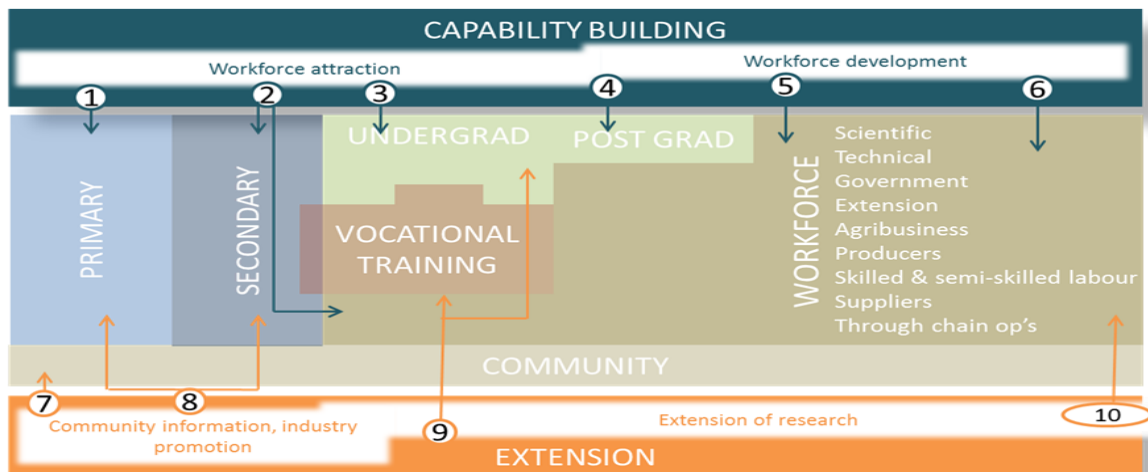 CAPABILITY BUILDING
Workforce attraction
Workforce development
1
2
3
4
5
6
UNDERGRAD
POST GRAD
PRIMARY
SECONDARY
VOCATIONAL
TRAINING
WORKFORCE
Scientific
Technical
Government
Extension
Agribusiness
Producers
Skilled & semi-skilled labour
Suppliers
Through chain op's
COMMUNITY
7
8
9
10
Community information, industry
promotion
Extension of research
EXTENSION